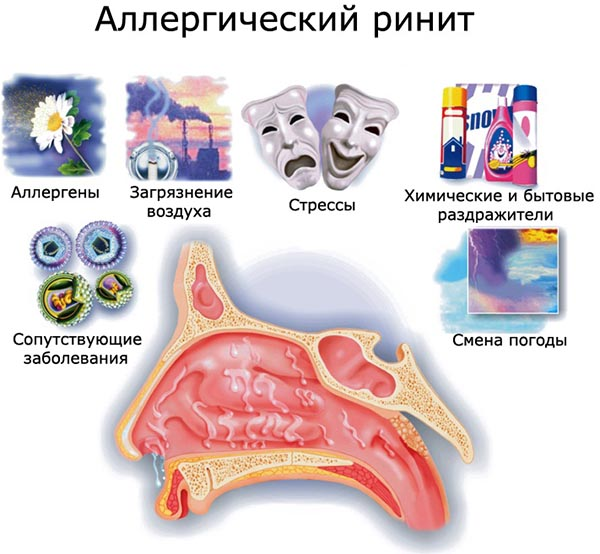 Аллергический ринит
Аллергены
Загрязнение
воздуха
Стрессы
Химические и бытовые
раздражители
Сопутствующие
заболевания
Смена погоды